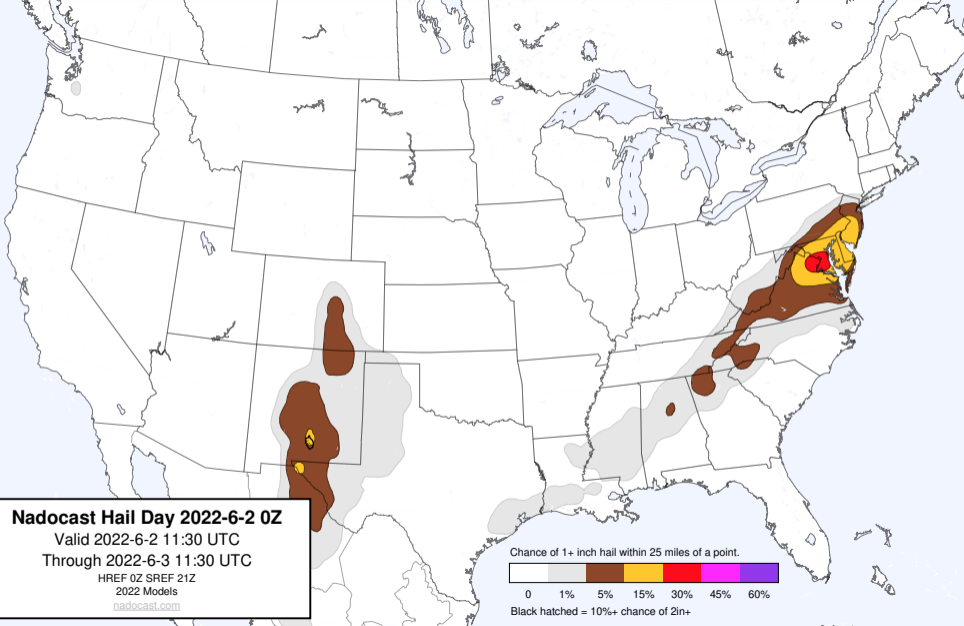 Nadocast Hail Day 2022-6-2 0Z
Valid 2022-6-2 11:30 UTC
Through 2022-6-3 11:30 UTC
HREF 0Z SREF 21Z
2022 Models
nadocast.com
Chance of 1+ inch hail within 25 miles of a point.
0 1% 5% 15% 30% 45% 60%
Black hatched = 10%+ chance of 2in+